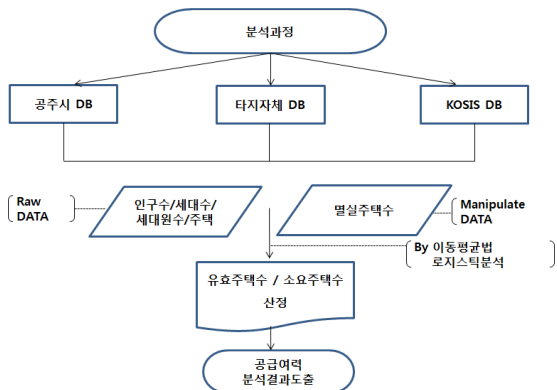 분석과정
공주시 DB
타지자체 DB
KOSIS DB
Raw
DATA
인구수/세대수/
세대원수/주택
멸실주택수
Manipulate
DATA
By 이동평균법
로지스틱분석
유효주택수 / 소요주택수
산정
공급여력
분석결과도출